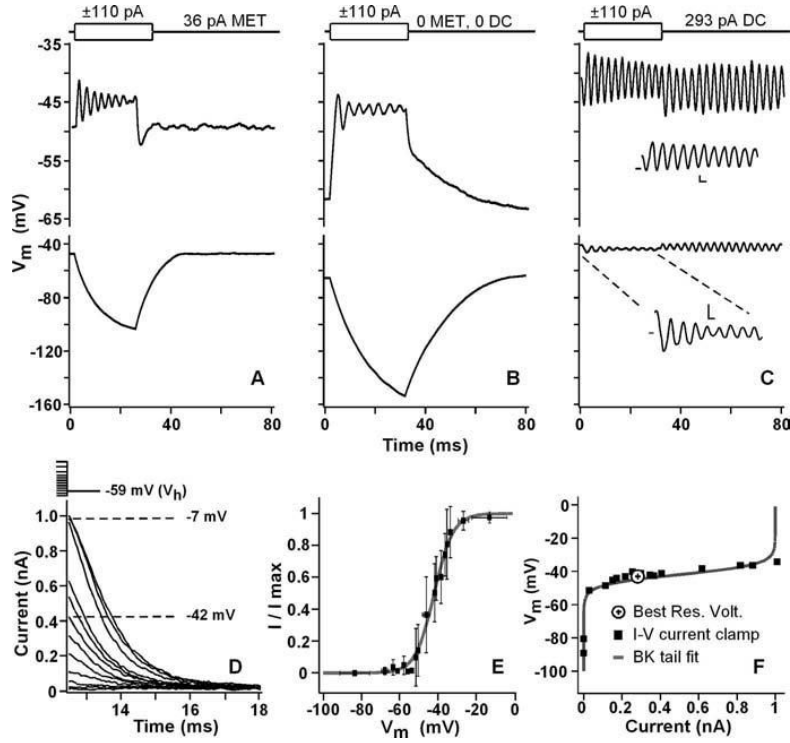 ±110 pA
36 pA MET
±110 pA
0 MET, 0 DC
±110 pA
293 pA DC
-35
-45
-55
-65
-40
-80
-120
-160
Vm (mV)
A
B
C
0 40 80
0 40 80
0 40 80
Time (ms)
-59 mV (Vh)
1.0
0.8
0.6
0.4
0.2
0
Current (nA)
-7 mV
-42 mV
D
14 16 18
Time (ms)
1
0.8
0.6
0.4
0.2
0
I / I max
E
-100 -80 -60 -40 -20 0
Vm (mV)
0
-20
-40
-60
-80
-100
Vm (mV)
Best Res. Volt.
I-V current clamp
BK tail fit
F
0 0.2 0.4 0.6 0.8 1
Current (nA)